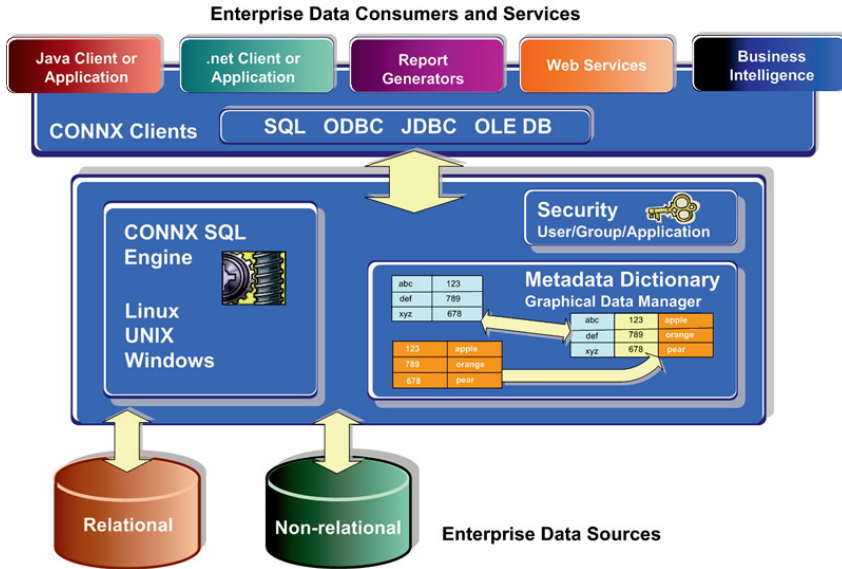 Enterprise Data Consumers and Services
Java Client or
Application
.net Client or
Application
Report
Generators
Web Services
Business
Intelligence
CONNX Clients
SQL ODBC JDBC OLE DB
CONNX SQL
Engine
Linux
UNIX
Windows
Security
User/Group/Application
Metadata Dictionary
Graphical Data Manager
abc 123
def 789
xyz 678
abc 123 apple
def 789 orange
xyz 678 pear
123 apple
789 orange
678 pear
Relational
Non-relational
Enterprise Data Sources